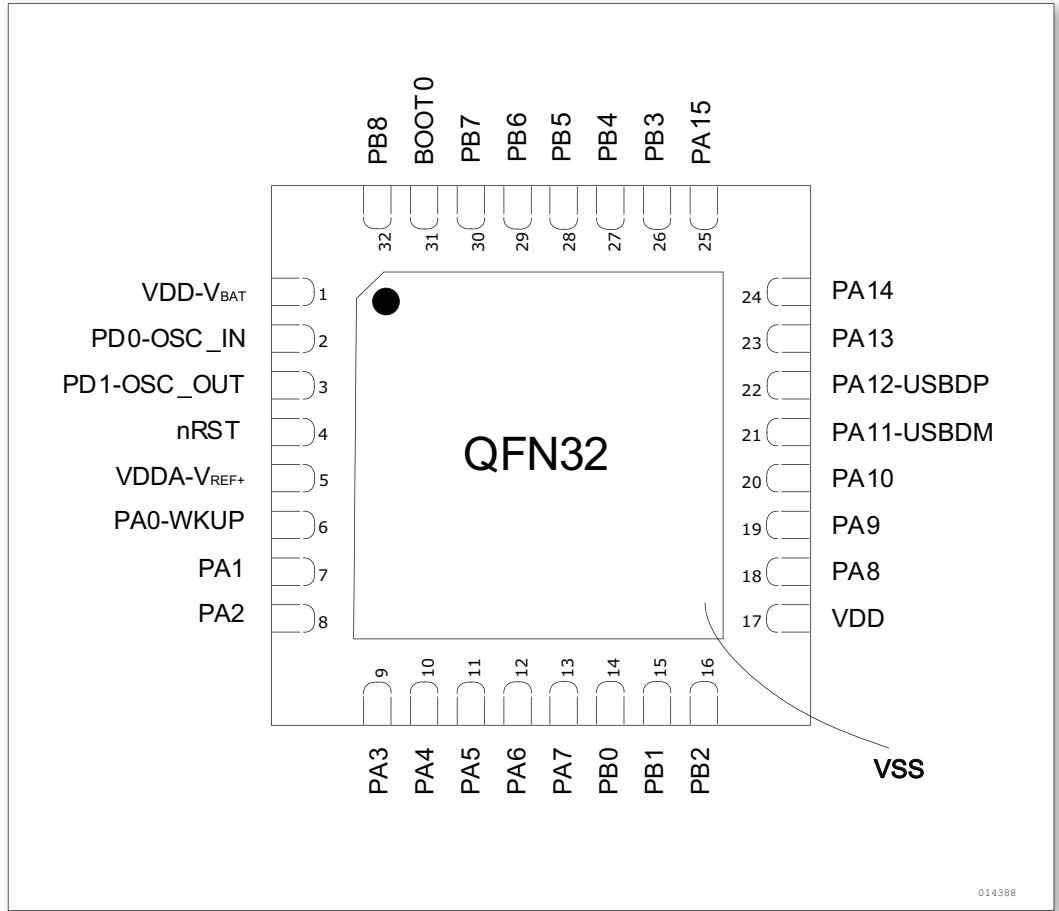 PB8
BOOT0
PB7
PB6
PB5
PB4
PB3
PA15
32
31
30
29
28
27
26
25
VDD-VBAT
1
PD0-OSC_IN
2
PD1-OSC_OUT
3
nRST
4
VDDA-VREF+
5
PA0-WKUP
6
PA1
7
PA2
8
QFN32
24
PA14
23
PA13
22
PA12-USBDP
21
PA11-USBDM
20
PA10
19
PA9
18
PA8
17
VDD
9
10
11
12
13
14
15
16
PA3
PA4
PA5
PA6
PA7
PB0
PB1
PB2
VSS
014388